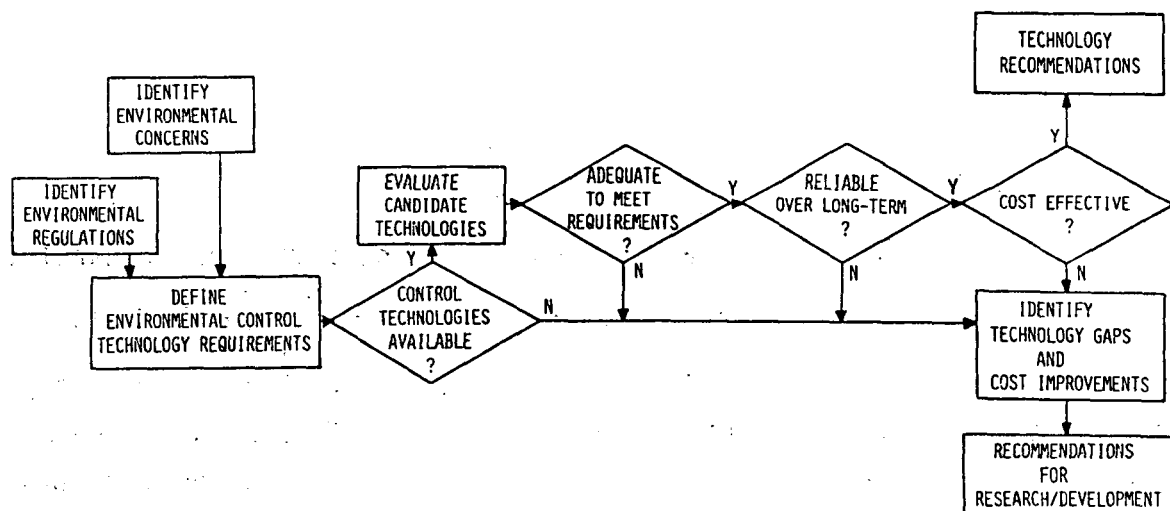 TECHNOLOGY
RECOMMENDATIONS
IDENTIFY
ENVIRONMENTAL
CONCERNS
IDENTIFY
ENVIRONMENTAL
REGULATIONS
EVALUATE
CANDIDATE
TECHNOLOGIES
ADEQUATE
TO MEET
REQUIREMENTS
?
Y
RELIABLE
OVER LONG-TERM
?
Y
COST EFFECTIVE
?
Y
N
N
N
Y
DEFINE
ENVIRONMENTAL CONTROL
TECHNOLOGY REQUIREMENTS
CONTROL
TECHNOLOGIES
AVAILABLE
?
N
IDENTIFY
TECHNOLOGY GAPS
AND
COST IMPROVEMENTS
RECOMMENDATIONS
FOR
RESEARCH/DEVELOPMENT